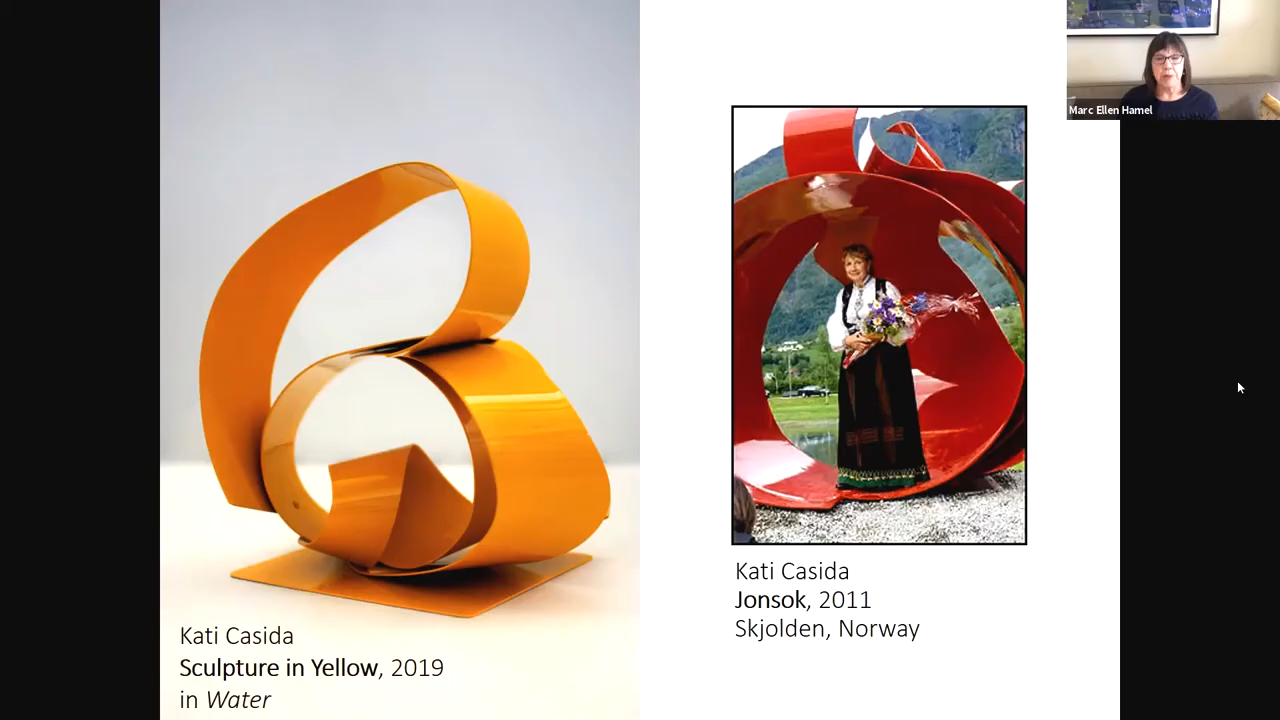 Marc Ellen Hamel
Kati Casida
Sculpture in Yellow, 2019
in Water
Kati Casida
Jonsok, 2011
Skjolden, Norway